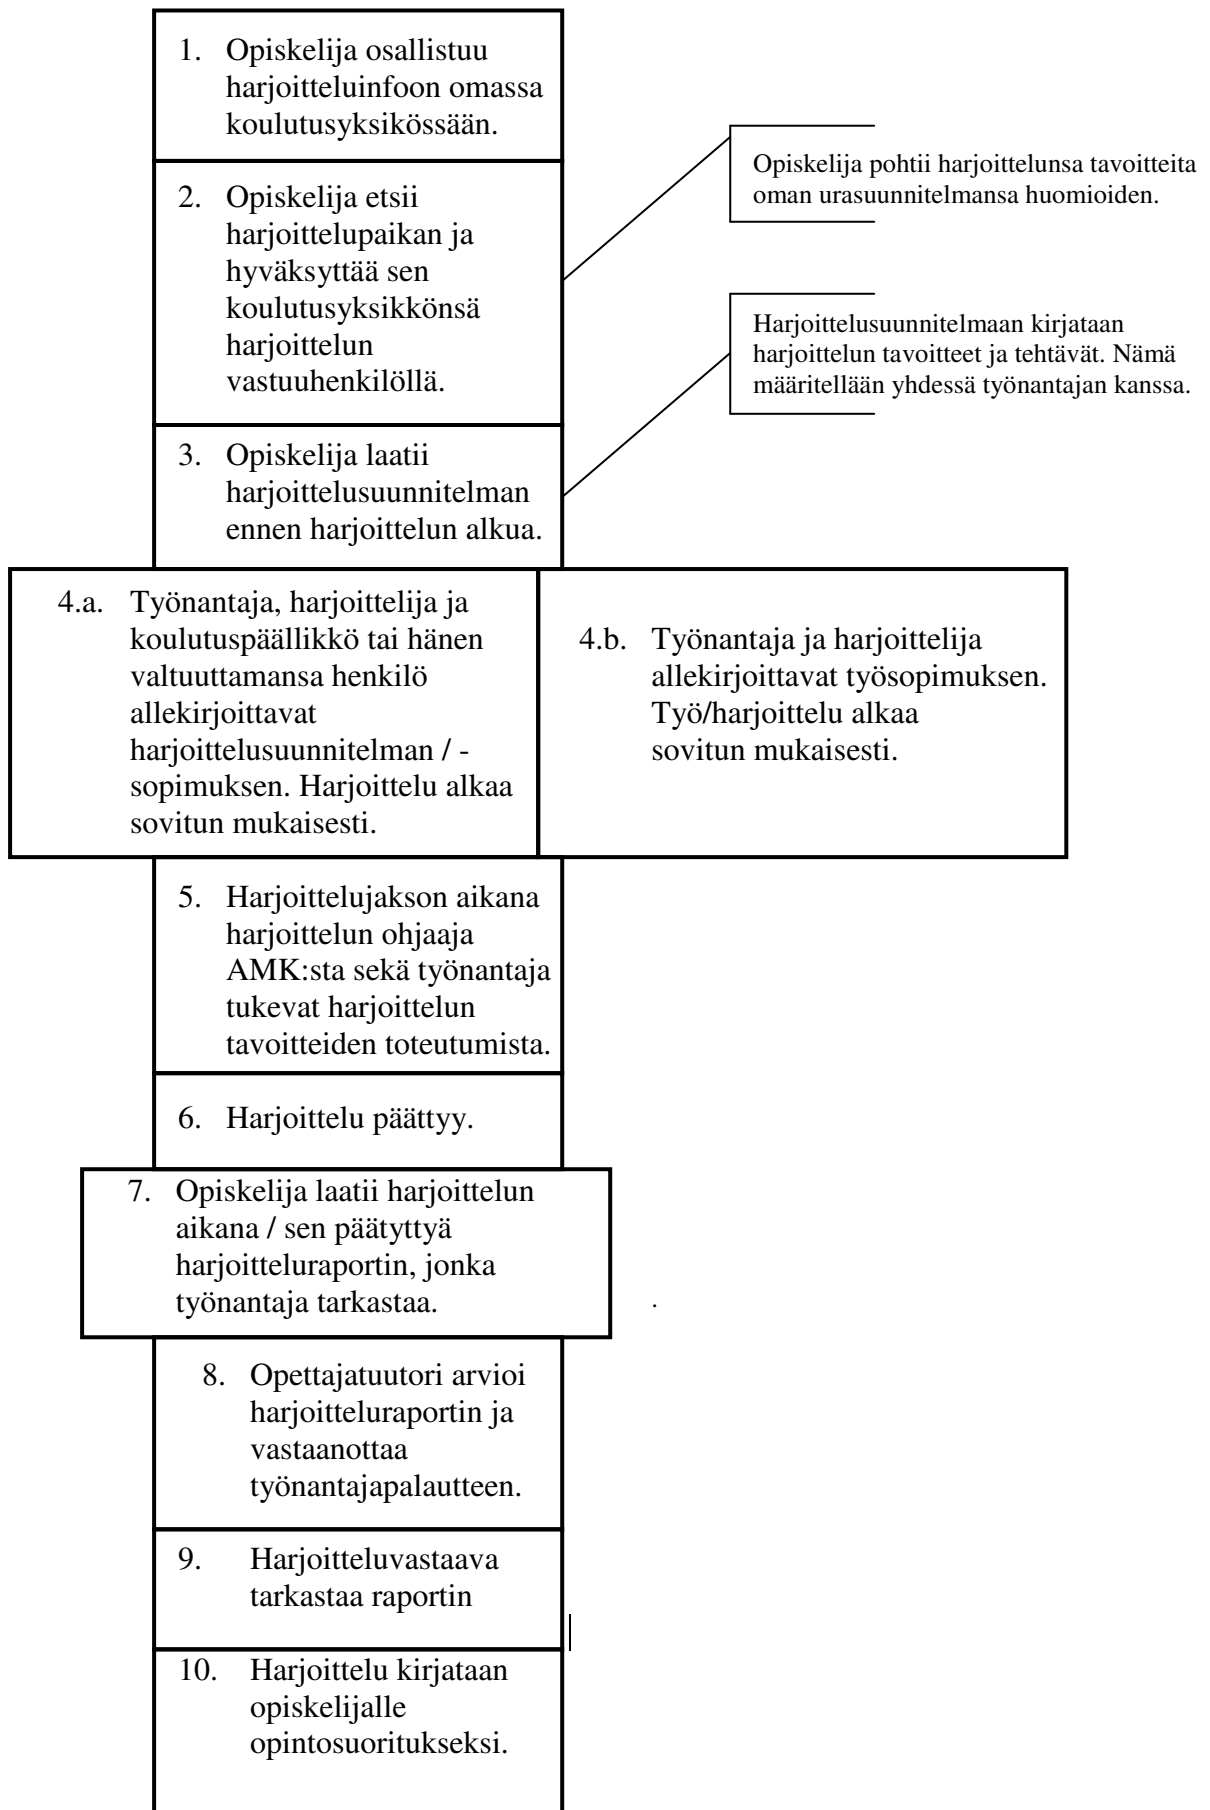 1. Opiskelija osallistuu
harjoitteluinfoon omassa
koulutusyksikössään.
2. Opiskelija etsii
harjoittelupaikan ja
hyväksyttää sen
koulutusyksikkönsä
harjoittelun
vastuuhenkilöllä.
Opiskelija pohtii harjoittelunsa tavoitteita
oman urasuunnitelmansa huomioiden.
3. Opiskelija laatii
harjoittelusuunnitelman
ennen harjoittelun alkua.
Harjoittelusuunnitelmaan kirjataan
harjoittelun tavoitteet ja tehtävät. Nämä
määritellään yhdessä työnantajan kanssa.
4.a. Työnantaja, harjoittelija ja
koulutuspäällikkö tai hänen
valtuuttamansa henkilö
allekirjoittavat
harjoittelusuunnitelman / -
sopimuksen. Harjoittelu alkaa
sovitun mukaisesti.
4.b. Työnantaja ja harjoittelija
allekirjoittavat työsopimuksen.
Työ/harjoittelu alkaa
sovitun mukaisesti.
5. Harjoittelujakson aikana
harjoittelun ohjaaja
AMK:sta sekä työnantaja
tukevat harjoittelun
tavoitteiden toteutumista.
6. Harjoittelu päättyy.
7. Opiskelija laatii harjoittelun
aikana / sen päätyttyä
harjoitteluraportin, jonka
työnantaja tarkastaa.
.
8. Opettajatuutori arvioi
harjoitteluraportin ja
vastaanottaa
työnantajapalautteen.
9. Harjoitteluvastaava
tarkastaa raportin
10. Harjoittelu kirjataan
opiskelijalle
opintosuoritukseksi.